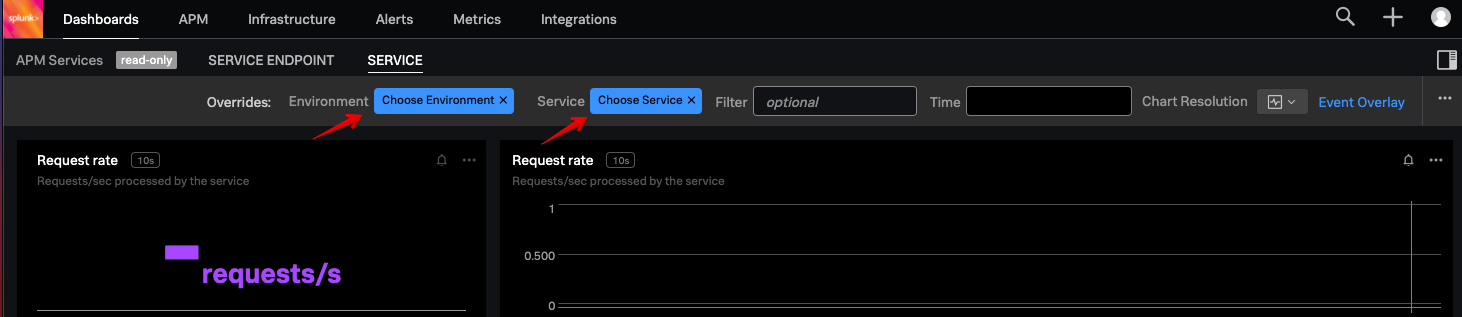 splunk> Dashboards APM Infrastructure Alerts Metrics Integrations
APM Services read-only SERVICE ENDPOINT SERVICE
Overrides: Environment Choose Environment × Service Choose Service × Filter optional Time Chart Resolution Event Overlay
Request rate 10s
Requests/sec processed by the service
requests/s
Request rate 10s
Requests/sec processed by the service
1
0.500
0